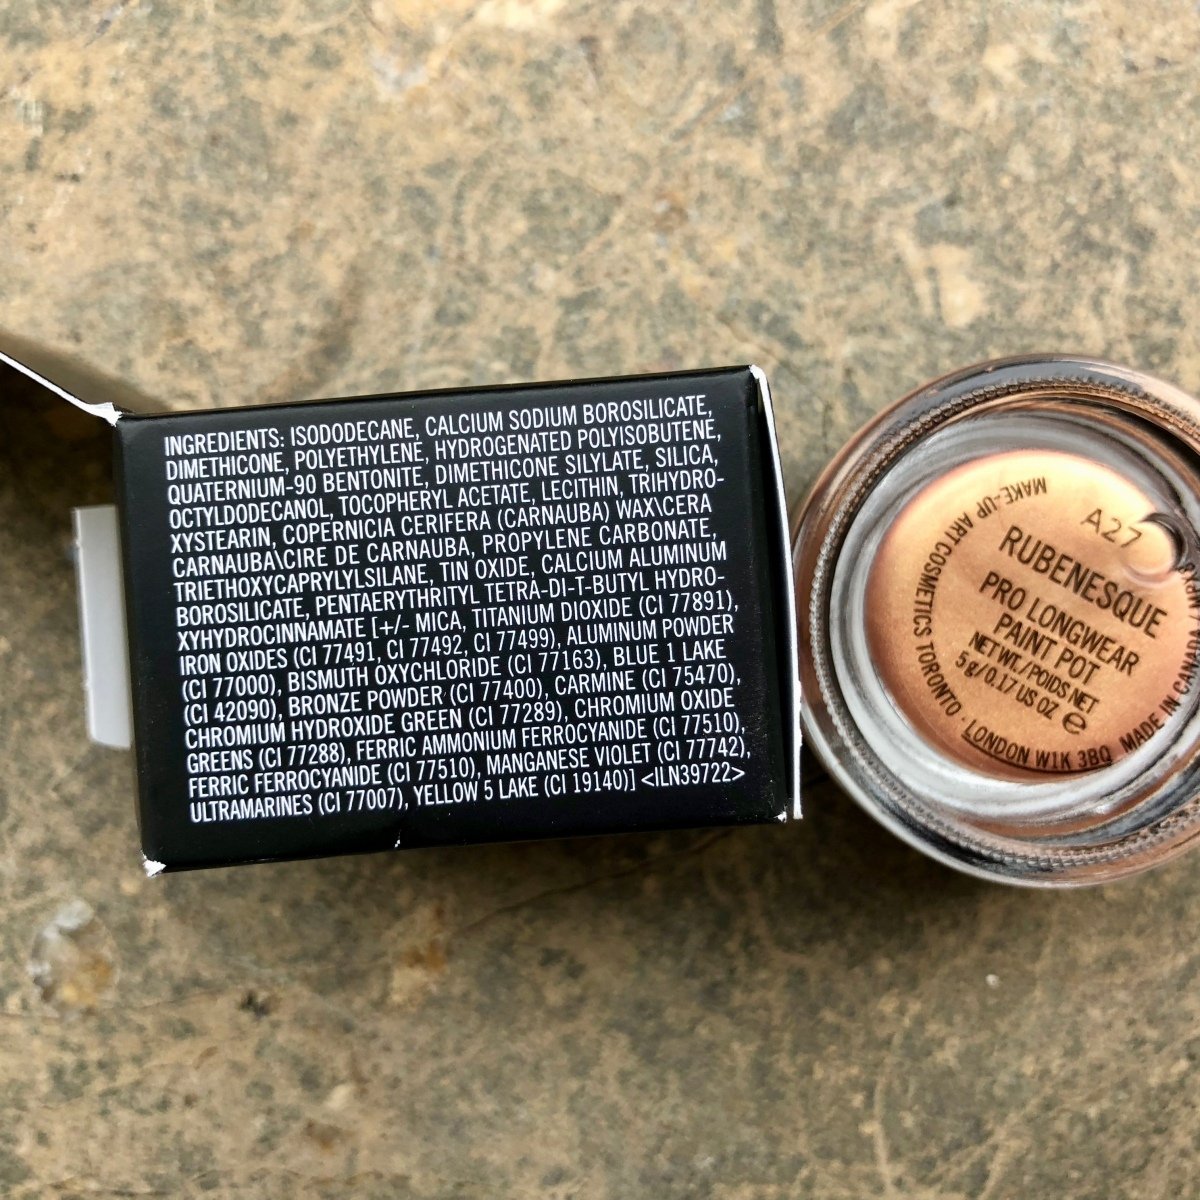 INGREDIENTS: ISODODECANE, CALCIUM SODIUM BOROSILICATE,
DIMETHICONE, POLYETHYLENE, HYDROGENATED POLYISOBUTENE,
QUATERNIUM-90 BENTONITE, DIMETHICONE SILYLATE, SILICA,
OCTYLDODECANOL, TOCOPHERYL ACETATE, LECITHIN, TRIHYDRO-
XYSTEARIN, COPERNICIA CERIFERA (CARNAUBA) WAX\CERA
CARNAUBA\CIRE DE CARNAUBA, PROPYLENE CARBONATE,
TRIETHOXYCAPRYLYLSILANE, TIN OXIDE, CALCIUM ALUMINUM
BOROSILICATE, PENTAERYTHRITYL TETRA-DI-T-BUTYL HYDRO-
XYHYDROCINNAMATE [+/- MICA, TITANIUM DIOXIDE (CI 77891),
IRON OXIDES (CI 77491, CI 77492, CI 77499), ALUMINUM POWDER
(CI 77000), BISMUTH OXYCHLORIDE (CI 77163), BLUE 1 LAKE
(CI 42090), BRONZE POWDER (CI 77400), CARMINE (CI 75470),
CHROMIUM HYDROXIDE GREEN (CI 77289), CHROMIUM OXIDE
GREENS (CI 77288), FERRIC AMMONIUM FERROCYANIDE (CI 77510),
FERRIC FERROCYANIDE (CI 77510), MANGANESE VIOLET (CI 77742),
ULTRAMARINES (CI 77007), YELLOW 5 LAKE (CI 19140)] <ILN39722>
A27
RUBENESQUE
PRO LONGWEAR
PAINT POT
NET WT./POIDS NET
5 g/0.17 US OZ e
MAKE-UP ART COSMETICS TORONTO · LONDON W1K 3BQ MADE IN CANADA